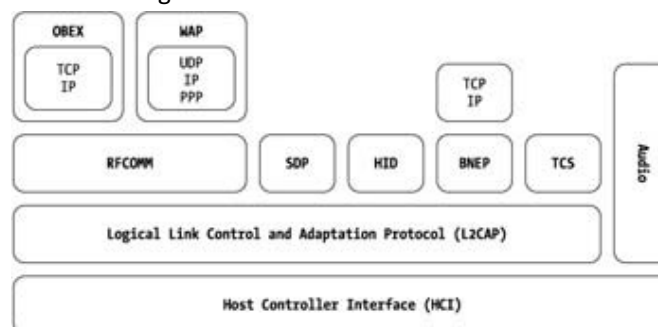 OBEX
TCP
IP
WAP
UDP
IP
PPP
TCP
IP
Audio
RFCOMM
SDP
HID
BNEP
TCS
Logical Link Control and Adaptation Protocol (L2CAP)
Host Controller Interface (HCI)